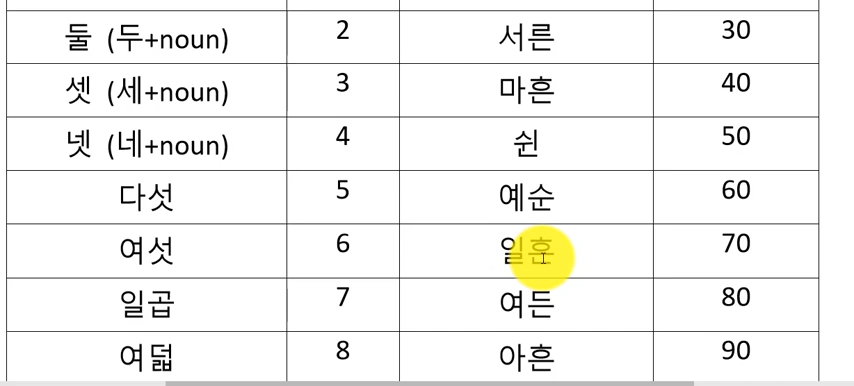 둘 (두+noun) 2 서른 30
셋 (세+noun) 3 마흔 40
넷 (네+noun) 4 쉰 50
다섯 5 예순 60
여섯 6 일흔 70
일곱 7 여든 80
여덟 8 아흔 90